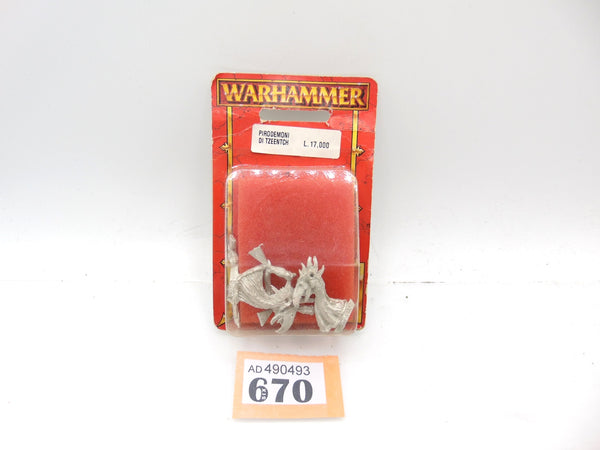 WARHAMMER
PIRODEMONI
DI TZEENTCH L. 17.000
AD 490493
670